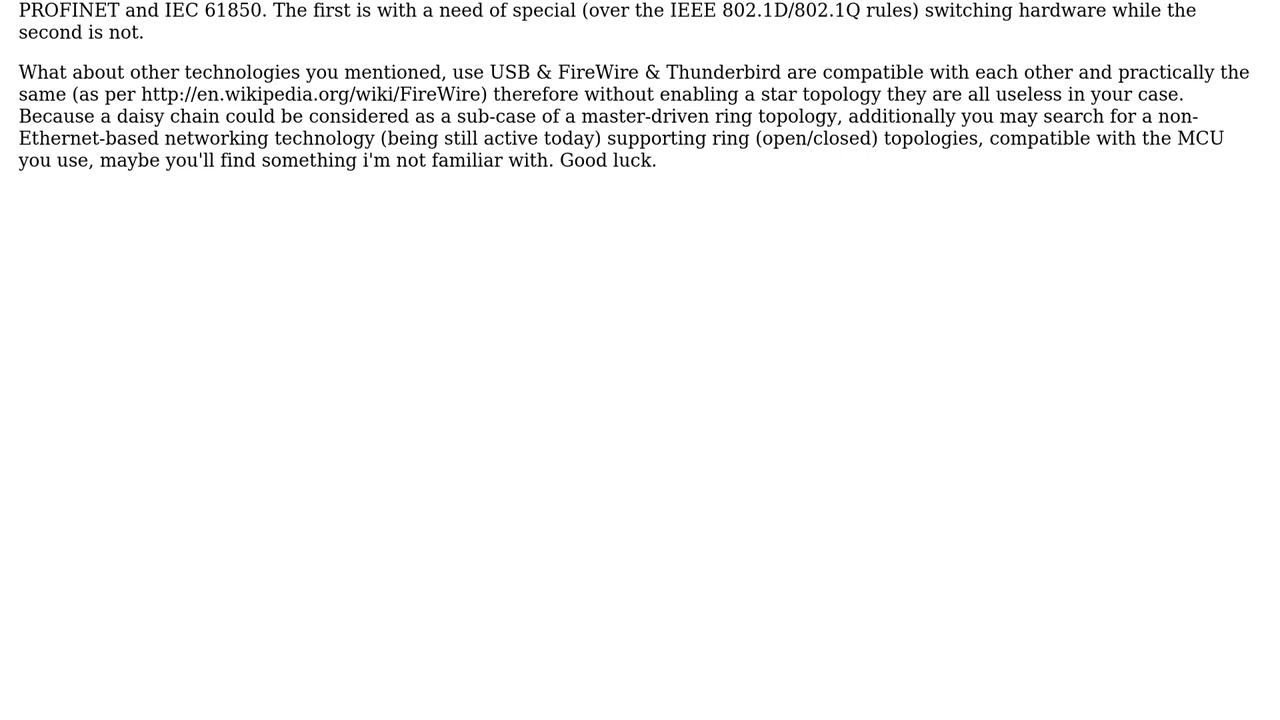 PROFINET and IEC 61850. The first is with a need of special (over the IEEE 802.1D/802.1Q rules) switching hardware while the
second is not.
What about other technologies you mentioned, use USB & FireWire & Thunderbird are compatible with each other and practically the
same (as per http://en.wikipedia.org/wiki/FireWire) therefore without enabling a star topology they are all useless in your case.
Because a daisy chain could be considered as a sub-case of a master-driven ring topology, additionally you may search for a non-
Ethernet-based networking technology (being still active today) supporting ring (open/closed) topologies, compatible with the MCU
you use, maybe you'll find something i'm not familiar with. Good luck.